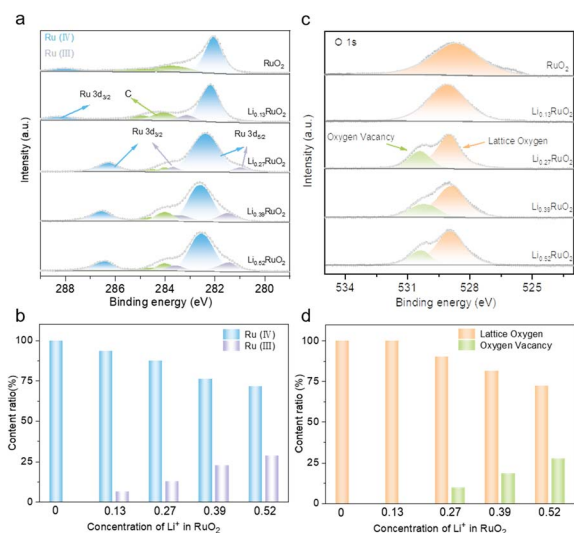 a
Ru (IV)
Ru (III)
RuO2
Ru 3d3/2
C
Li0.13RuO2
Ru 3d3/2
Ru 3d5/2
Li0.27RuO2
Li0.39RuO2
Li0.52RuO2
Intensity (a.u.)
288 286 284 282 280
Binding energy (eV)
c
O 1s
RuO2
Li0.13RuO2
Oxygen Vacancy
Lattice Oxygen
Li0.27RuO2
Li0.39RuO2
Li0.52RuO2
Intensity (a.u.)
534 531 528 525
Binding energy (eV)
b
Ru (IV)
Ru (III)
100
75
50
25
0
Content ratio(%)
0 0.13 0.27 0.39 0.52
Concentration of Li+ in RuO2
d
Lattice Oxygen
Oxygen Vacancy
100
75
50
25
0
Content ratio (%)
0 0.13 0.27 0.39 0.52
Concentration of Li+ in RuO2